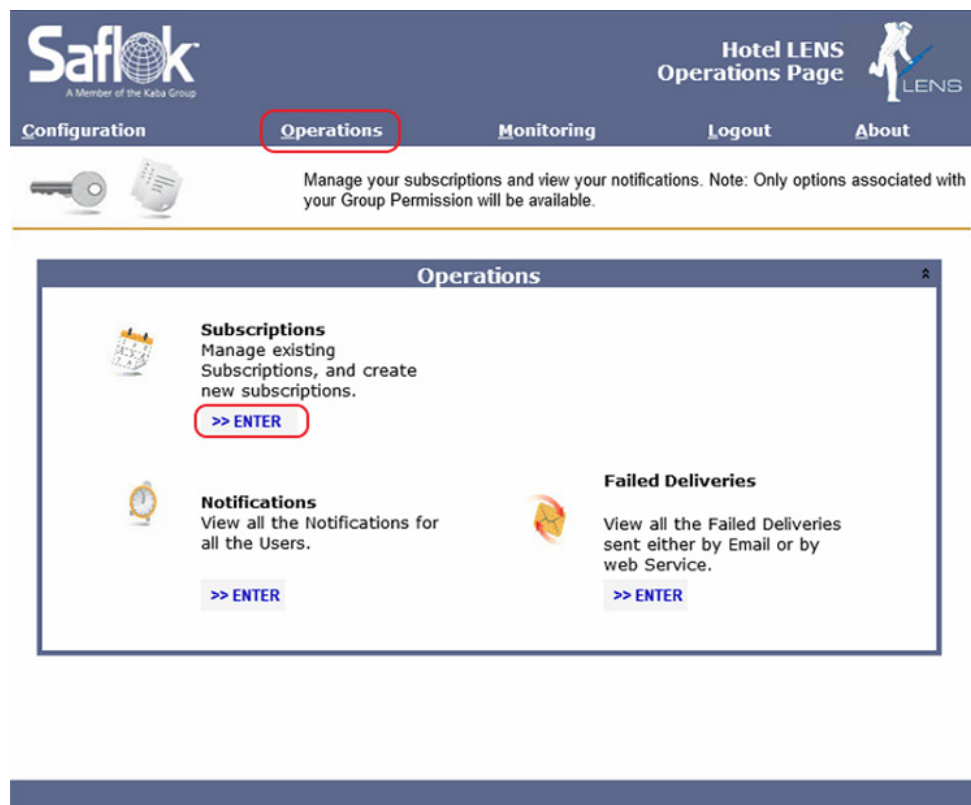 Saflok
A Member of the Kaba Group
Hotel LENS
Operations Page
LENS
Configuration Operations Monitoring Logout About
Manage your subscriptions and view your notifications. Note: Only options associated with
your Group Permission will be available.
Operations
Subscriptions
Manage existing
Subscriptions, and create
new subscriptions.
>> ENTER
Notifications
View all the Notifications for
all the Users.
>> ENTER
Failed Deliveries
View all the Failed Deliveries
sent either by Email or by
web Service.
>> ENTER